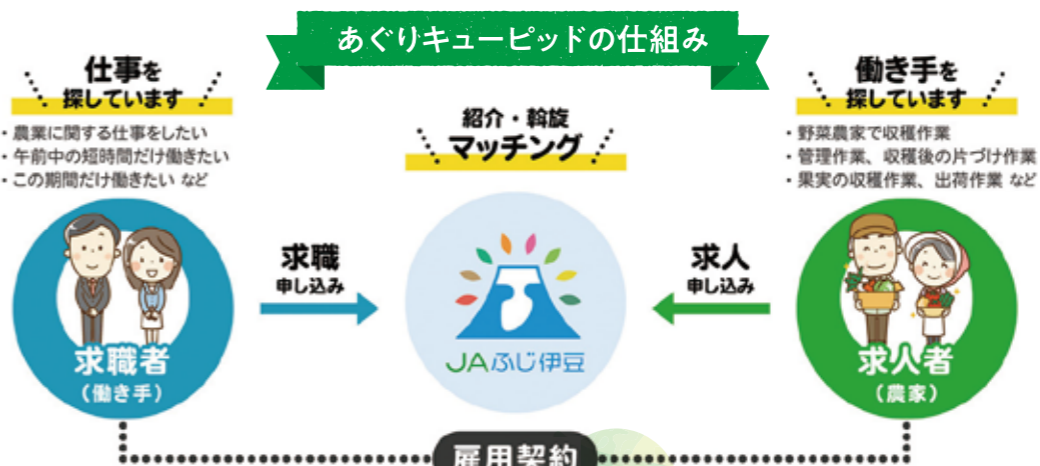 あぐりキューピッドの仕組み
仕事を
探しています
・農業に関する仕事をしたい
・午前中の短時間だけ働きたい
・この期間だけ働きたい など
求職者
（働き手）
求職
申し込み
紹介・斡旋
マッチング
JAふじ伊豆
求人
申し込み
働き手を
探しています
・野菜農家で収穫作業
・管理作業、収穫後の片づけ作業
・果実の収穫作業、出荷作業 など
求人者
（農家）
雇用契約